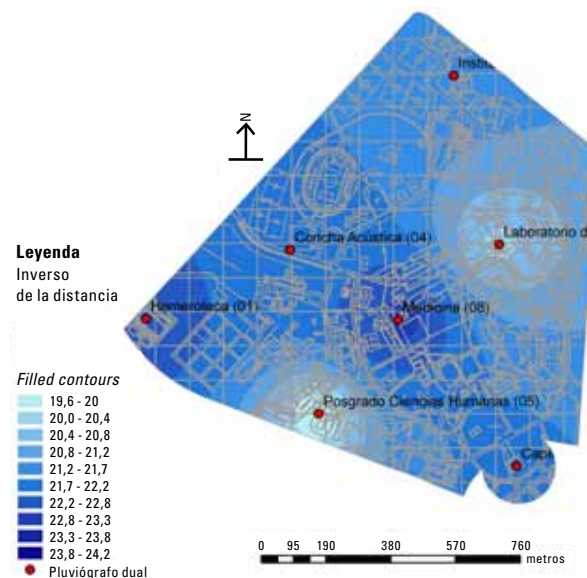 Institu
N
Concha Acústica (04)
Laboratorio d
Leyenda
Inverso
de la distancia
Hemeroteca (01)
Medicina (08)
Filled contours
19,6 - 20
20,0 - 20,4
20,4 - 20,8
20,8 - 21,2
21,2 - 21,7
21,7 - 22,2
22,2 - 22,8
22,8 - 23,3
23,3 - 23,8
23,8 - 24,2
Pluviógrafo dual
Posgrado Ciencias Humanas (05)
0 95 190 380 570 760
metros